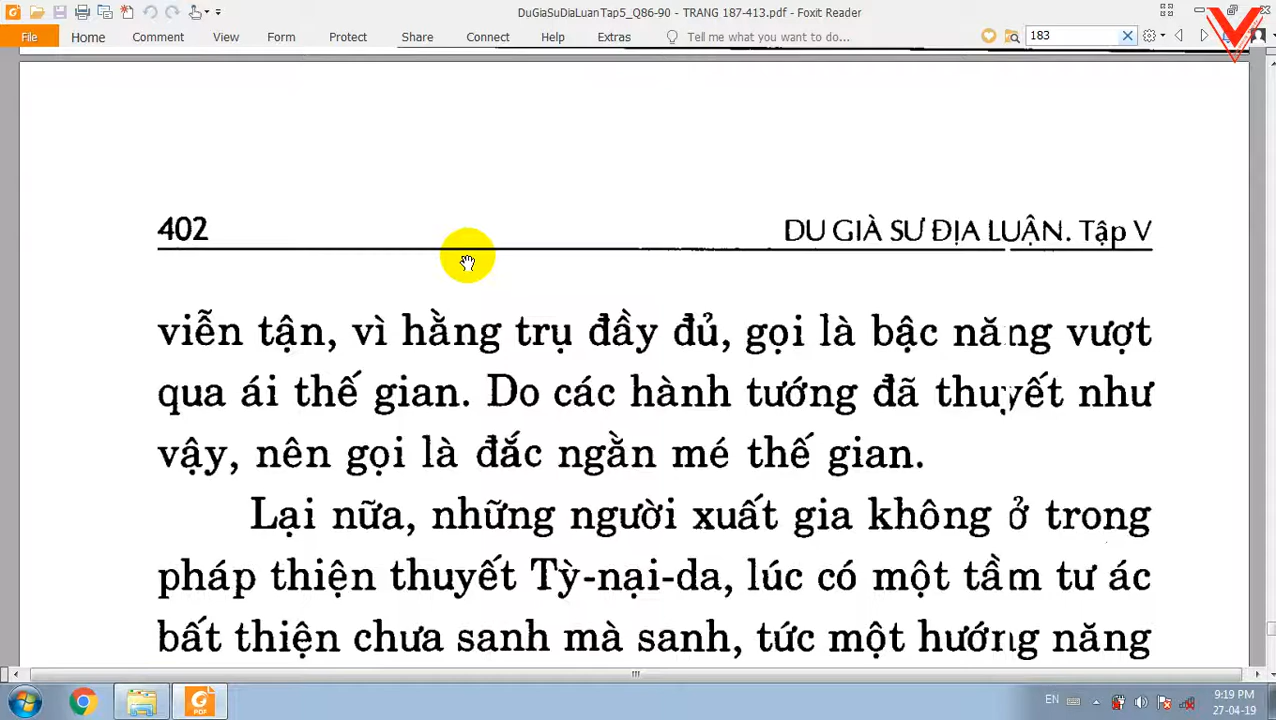 DuGiaSuDiaLuanTap5_Q86-90 - TRANG 187-413.pdf - Foxit Reader
File Home Comment View Form Protect Share Connect Help Extras Tell me what you want to do... 183
402 DU GIÀ SƯ ĐỊA LUẬN. Tập V
viễn tận, vì hằng trụ đầy đủ, gọi là bậc năng vượt
qua ái thế gian. Do các hành tướng đã thuyết như
vậy, nên gọi là đắc ngằn mé thế gian.
Lại nữa, những người xuất gia không ở trong
pháp thiện thuyết Tỳ-nại-da, lúc có một tầm tư ác
bất thiện chưa sanh mà sanh, tức một hướng năng
PDF
EN 9:19 PM
27-04-19